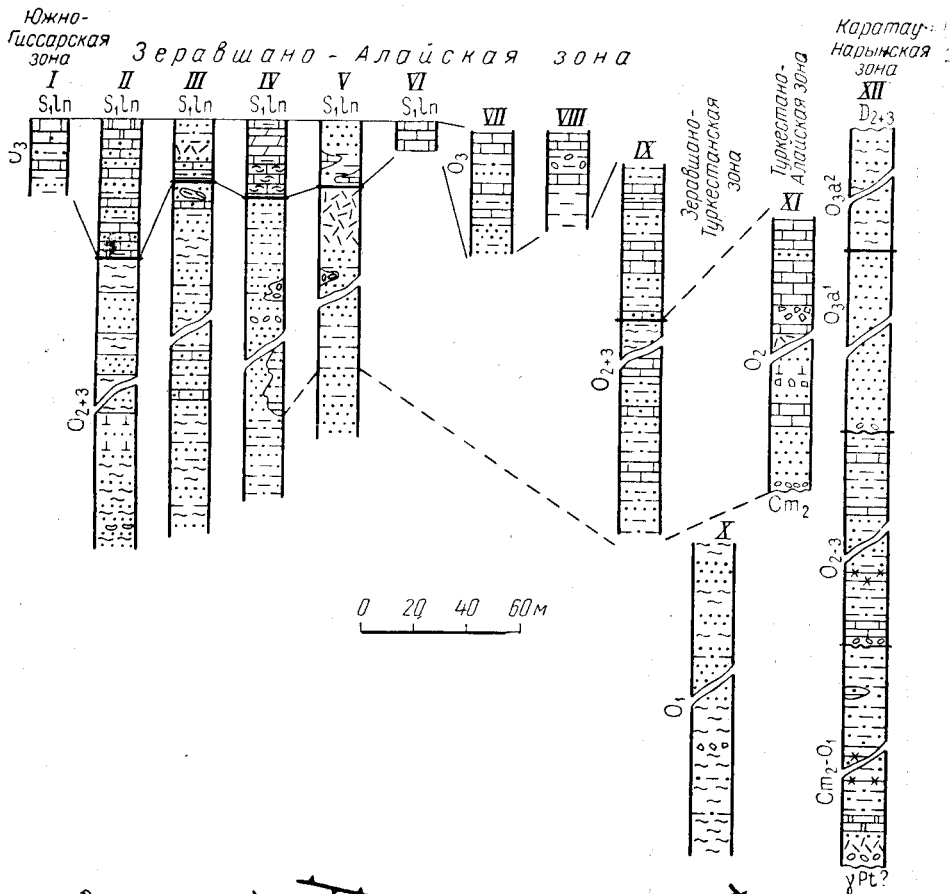 Южно-
Гиссарская
зона
Зеравшано-Алайская зона
Каратау-
Нарынская
зона
I II III IV V VI VII VIII IX X XI XII
S₁ln S₁ln S₁ln S₁ln S₁ln S₁ln
D₂₊₃
Зеравшано-
Туркестанская
зона
Туркестано-
Алайская зона
O₃
O₃
O₂₊₃
O₂₊₃
O₂
O₃a²
O₃a¹
Cm₂
O₂₋₃
0 20 40 60 м
O₁
Cm₂-O₁
γPt?